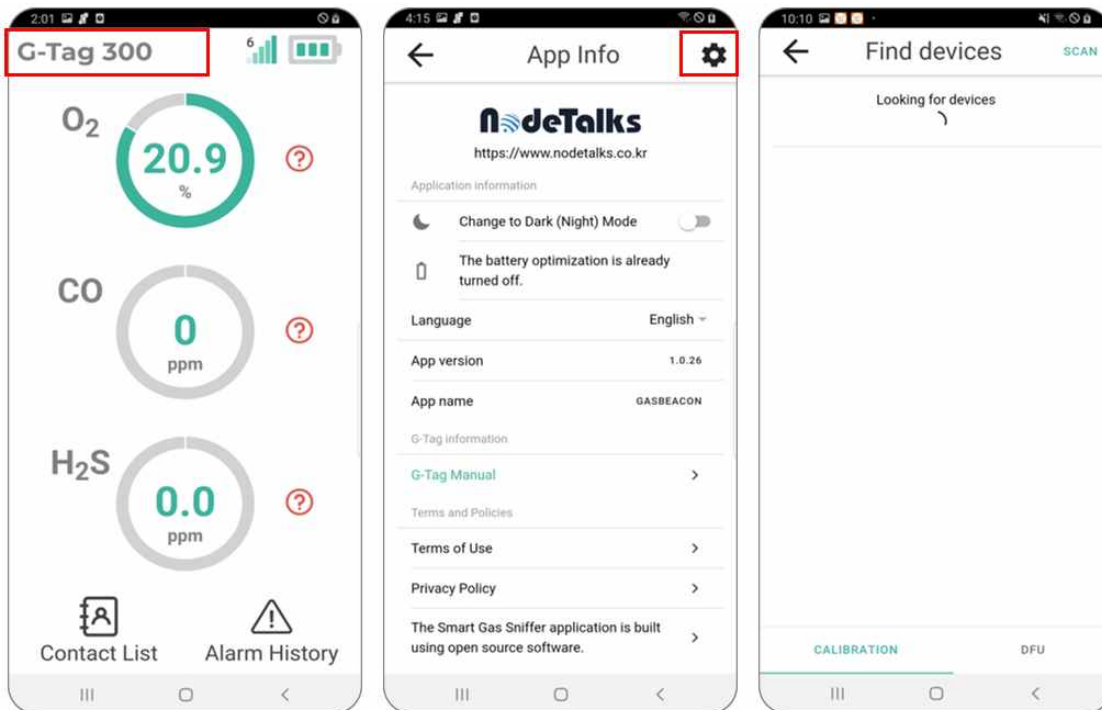 2:01
G-Tag 300
6
O₂
20.9
%
CO
0
ppm
H₂S
0.0
ppm
Contact List
Alarm History
4:15
App Info
NodeTalks
https://www.nodetalks.co.kr
Application information
Change to Dark (Night) Mode
The battery optimization is already
turned off.
Language
English
App version
1.0.26
App name
GASBEACON
G-Tag information
G-Tag Manual
Terms and Policies
Terms of Use
Privacy Policy
The Smart Gas Sniffer application is built
using open source software.
10:10
Find devices
SCAN
Looking for devices
CALIBRATION
DFU